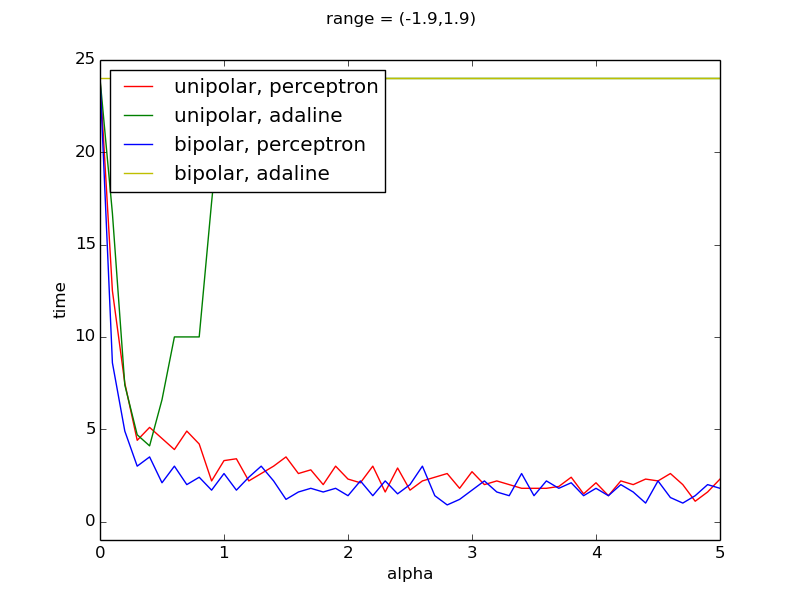 range = (-1.9,1.9)
25
20
15
10
5
0
time
unipolar, perceptron
unipolar, adaline
bipolar, perceptron
bipolar, adaline
0 1 2 3 4 5
alpha